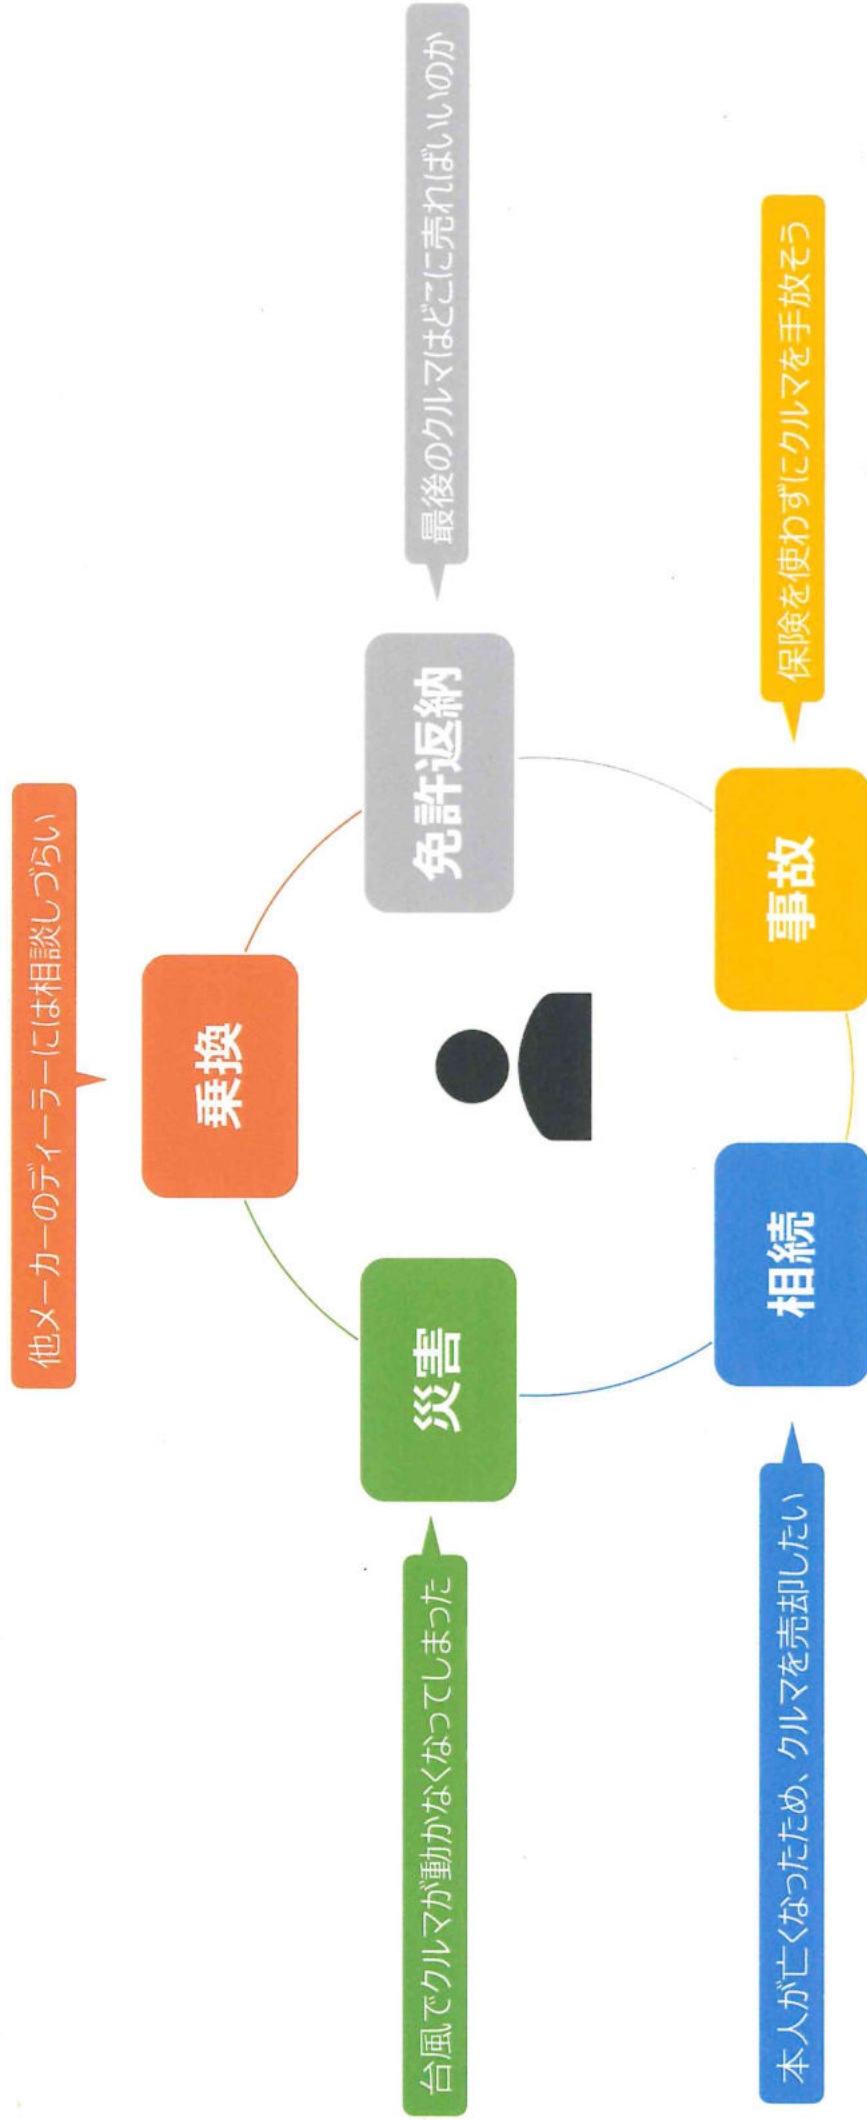 他メーカーのディーラーには相談しづらい
乗換
台風でクルマが動かなくなってしまった
災害
免許返納
最後のクルマはどこに売ればいいのか
本人が亡くなったため、クルマを売却したい
相続
事故
保険を使わずにクルマを手放そう